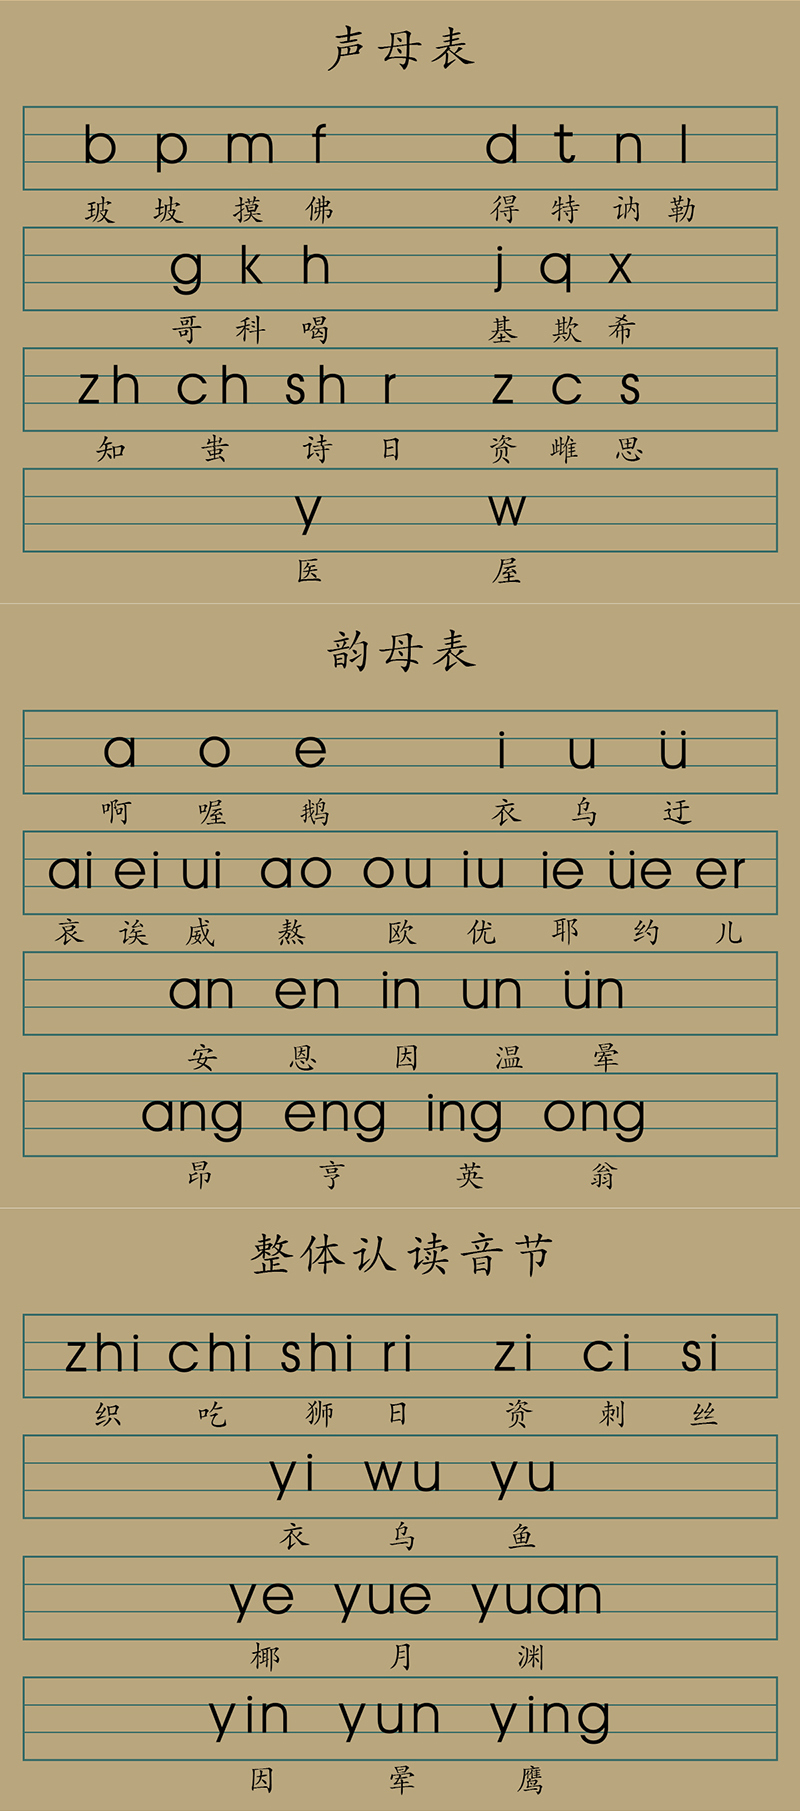 声母表
b p m f d t n l
玻 坡 摸 佛 得 特 讷 勒
g k h j q x
哥 科 喝 基 欺 希
zh ch sh r z c s
知 蚩 诗 日 资 雌 思
y w
医 屋
韵母表
a o e i u ü
啊 喔 鹅 衣 乌 迂
ai ei ui ao ou iu ie üe er
哀 诶 威 熬 欧 优 耶 约 儿
an en in un ün
安 恩 因 温 晕
ang eng ing ong
昂 亨 英 翁
整体认读音节
zhi chi shi ri zi ci si
织 吃 狮 日 资 刺 丝
yi wu yu
衣 乌 鱼
ye yue yuan
椰 月 渊
yin yun ying
因 晕 鹰